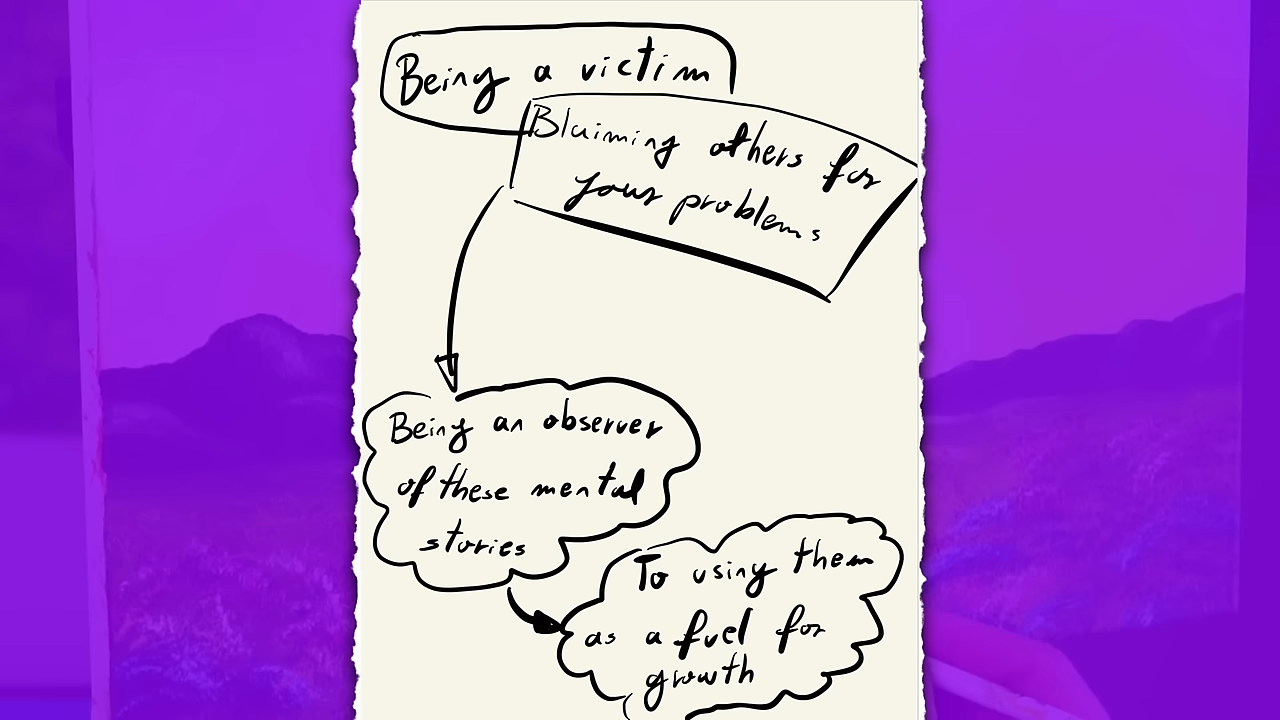 Being a victim
Blaiming others for
your problems
Being an observer
of these mental
stories
To using them
as a fuel for
growth